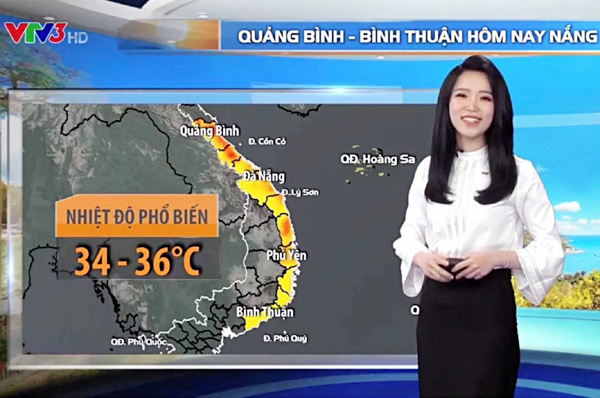 VTV3 HD
QUẢNG BÌNH - BÌNH THUẬN HÔM NAY NẮNG
Quảng Bình
Đ. Cồn Cỏ
QĐ. Hoàng Sa
Đà Nẵng
Đ. Lý Sơn
NHIỆT ĐỘ PHỔ BIẾN
34 - 36°C
Phú Yên
Bình Thuận
QĐ. Phú Quốc
Đ. Phú Quý